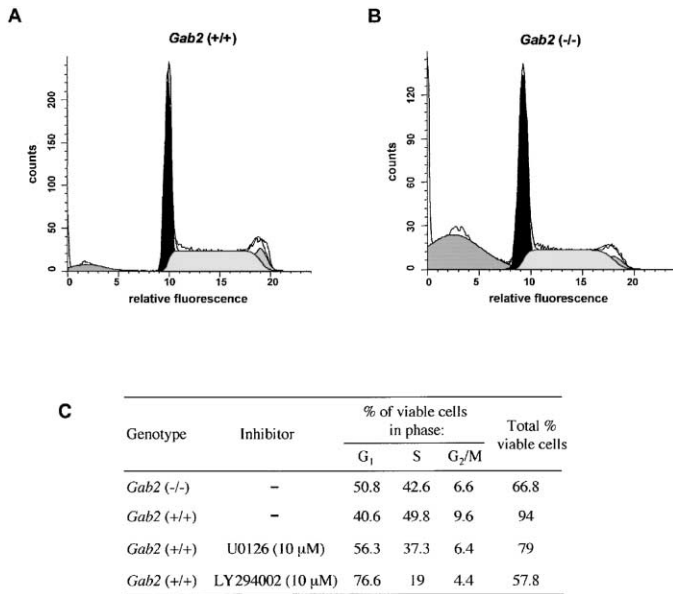 A
B
Gab2 (+/+)
Gab2 (-/-)
200
150
100
50
0
counts
0 5 10 15 20
relative fluorescence
120
90
60
30
0
counts
0 5 10 15 20
relative fluorescence
C
Genotype Inhibitor % of viable cells in phase: Total % viable cells
G1 S G2/M
Gab2 (-/-) – 50.8 42.6 6.6 66.8
Gab2 (+/+) – 40.6 49.8 9.6 94
Gab2 (+/+) U0126 (10 µM) 56.3 37.3 6.4 79
Gab2 (+/+) LY294002 (10 µM) 76.6 19 4.4 57.8